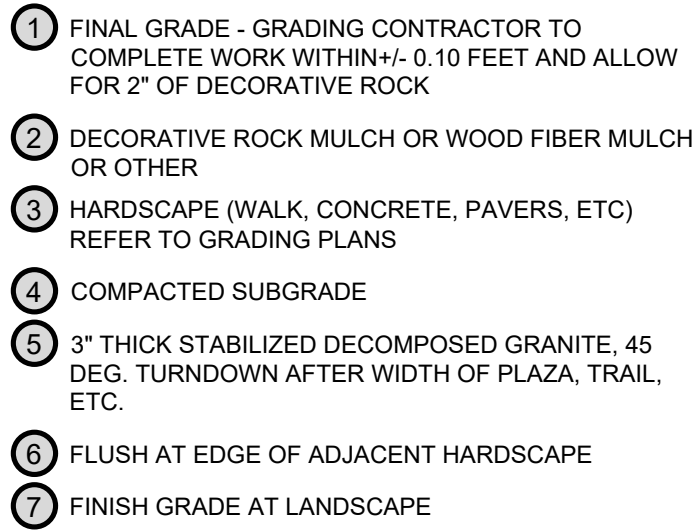 1 FINAL GRADE - GRADING CONTRACTOR TO
COMPLETE WORK WITHIN+/- 0.10 FEET AND ALLOW
FOR 2" OF DECORATIVE ROCK
2 DECORATIVE ROCK MULCH OR WOOD FIBER MULCH
OR OTHER
3 HARDSCAPE (WALK, CONCRETE, PAVERS, ETC)
REFER TO GRADING PLANS
4 COMPACTED SUBGRADE
5 3" THICK STABILIZED DECOMPOSED GRANITE, 45
DEG. TURNDOWN AFTER WIDTH OF PLAZA, TRAIL,
ETC.
6 FLUSH AT EDGE OF ADJACENT HARDSCAPE
7 FINISH GRADE AT LANDSCAPE